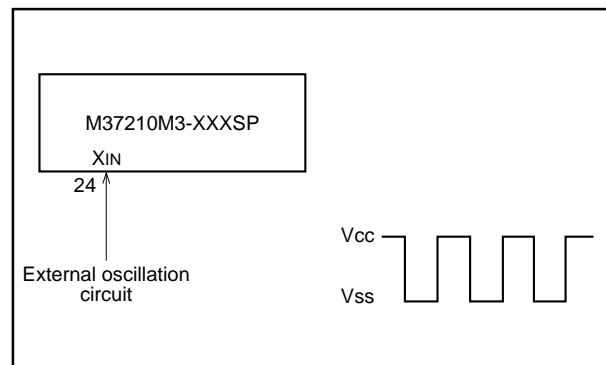 M37210M3-XXXSP
XIN
24
External oscillation
circuit
Vcc
Vss